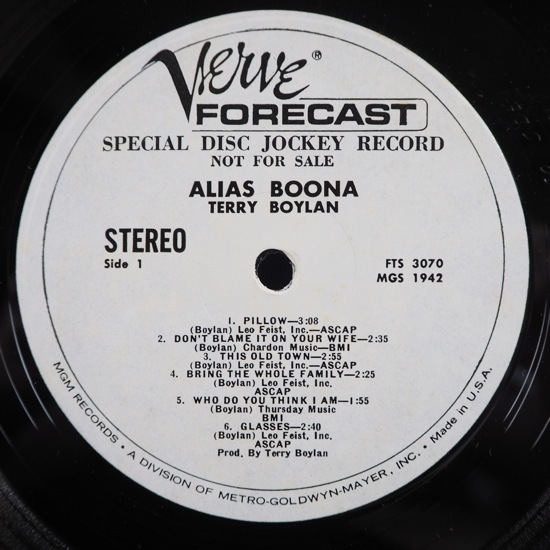 Verve ®
FORECAST
SPECIAL DISC JOCKEY RECORD
NOT FOR SALE
ALIAS BOONA
TERRY BOYLAN
STEREO
Side 1
FTS 3070
MGS 1942
1. PILLOW—3:08
(Boylan) Leo Feist, Inc.—ASCAP
2. DON'T BLAME IT ON YOUR WIFE—2:35
(Boylan) Chardon Music—BMI
3. THIS OLD TOWN—2:55
(Boylan) Leo Feist, Inc.—ASCAP
4. BRING THE WHOLE FAMILY—2:25
(Boylan) Leo Feist, Inc.
ASCAP
5. WHO DO YOU THINK I AM—1:55
(Boylan) Thursday Music
BMI
6. GLASSES—2:40
(Boylan) Leo Feist, Inc.
ASCAP
Prod. By Terry Boylan
MGM RECORDS • A DIVISION OF METRO-GOLDWYN-MAYER, INC. • Made in U.S.A.